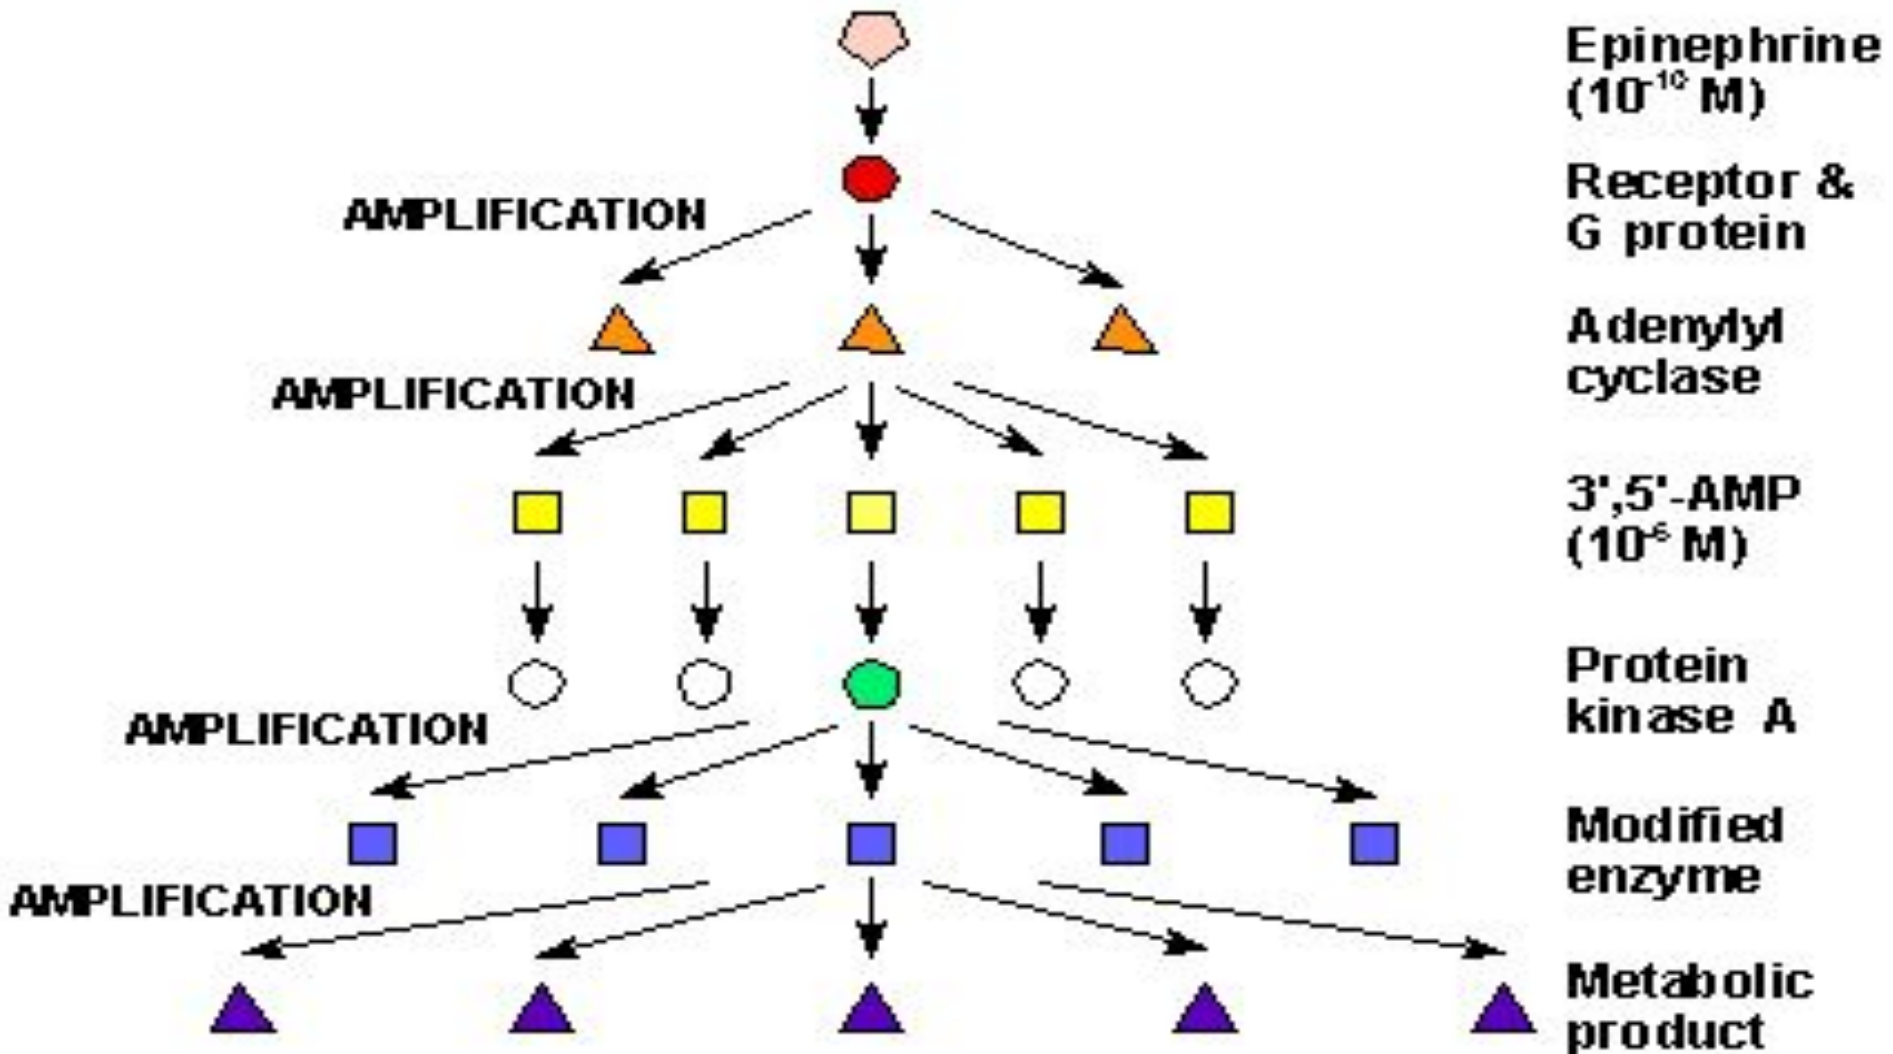 Epinephrine
(10⁻¹⁰ M)
Receptor &
G protein
AMPLIFICATION
Adenylyl
cyclase
AMPLIFICATION
3',5'-AMP
(10⁻⁶ M)
Protein
kinase A
AMPLIFICATION
Modified
enzyme
AMPLIFICATION
Metabolic
product